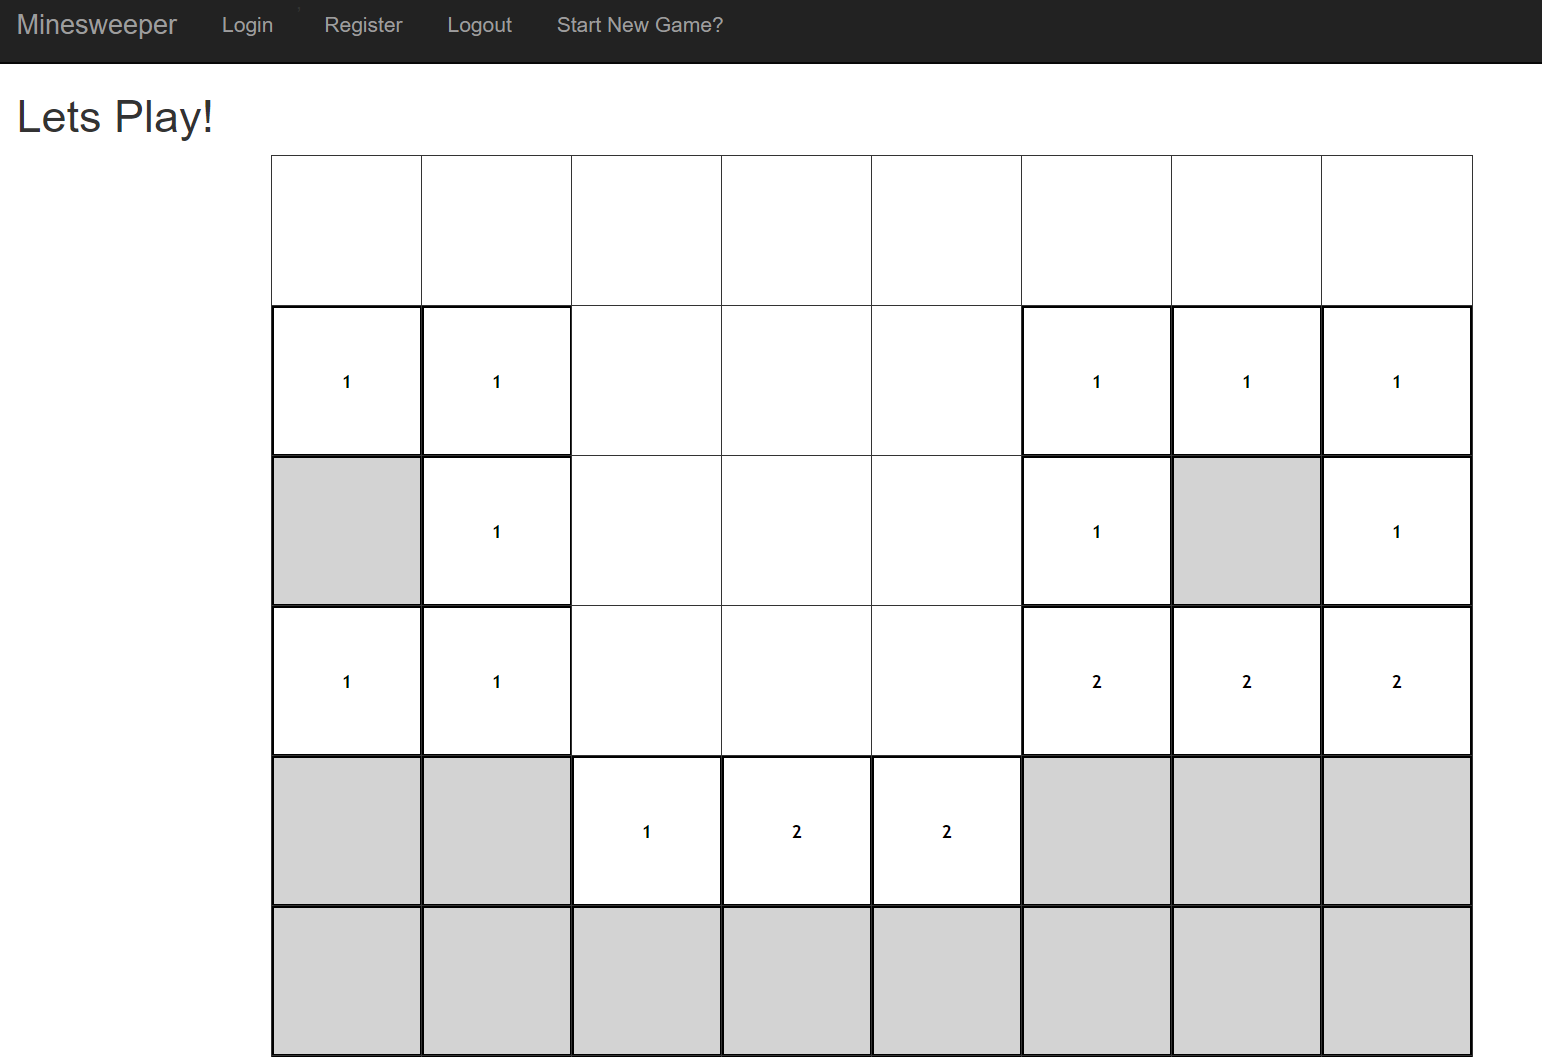 Minesweeper Login Register Logout Start New Game?
Lets Play!
1 1 1 1 1
1 1 1
1 1 2 2 2
1 2 2